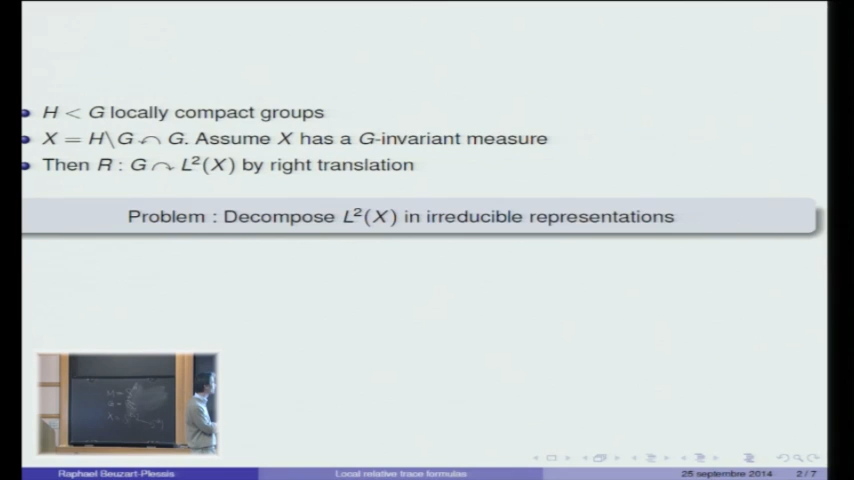 H < G locally compact groups
X = H\G ↶ G. Assume X has a G-invariant measure
Then R : G ↷ L²(X) by right translation
Problem : Decompose L²(X) in irreducible representations
Raphael Beuzart-Plessis Local relative trace formulas 25 septembre 2014 2 / 7